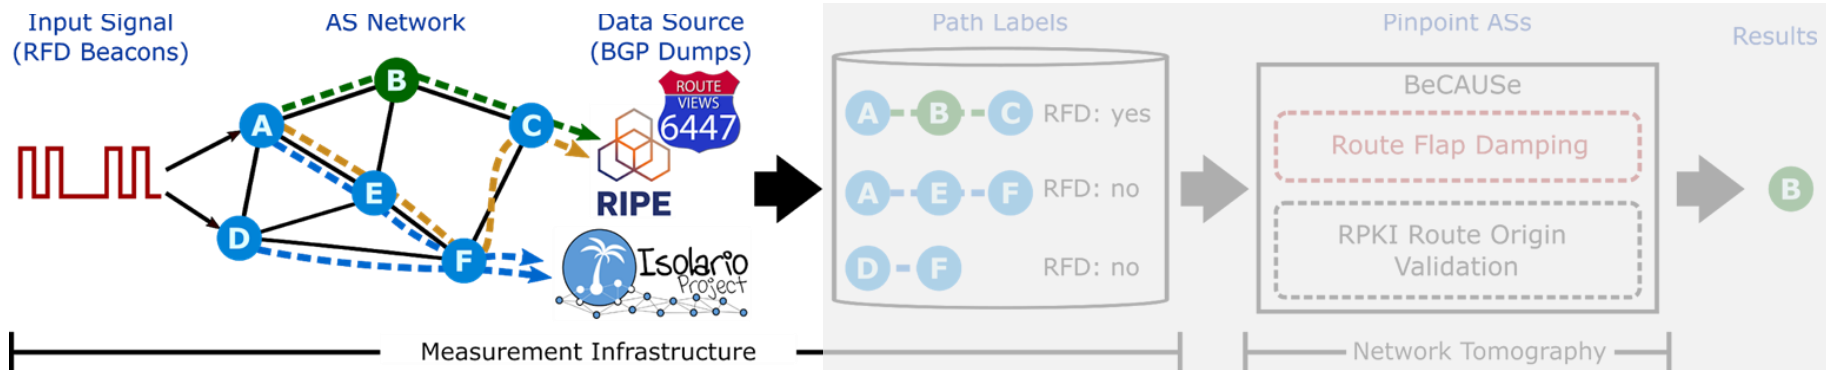 Input Signal
(RFD Beacons)
AS Network
Data Source
(BGP Dumps)
Path Labels
Pinpoint ASs
Results
A
B
C
D
E
F
ROUTE
VIEWS
6447
RIPE
Isolario
Project
A B C RFD: yes
A E F RFD: no
D F RFD: no
BeCAUSe
Route Flap Damping
RPKI Route Origin
Validation
B
Measurement Infrastructure
Network Tomography